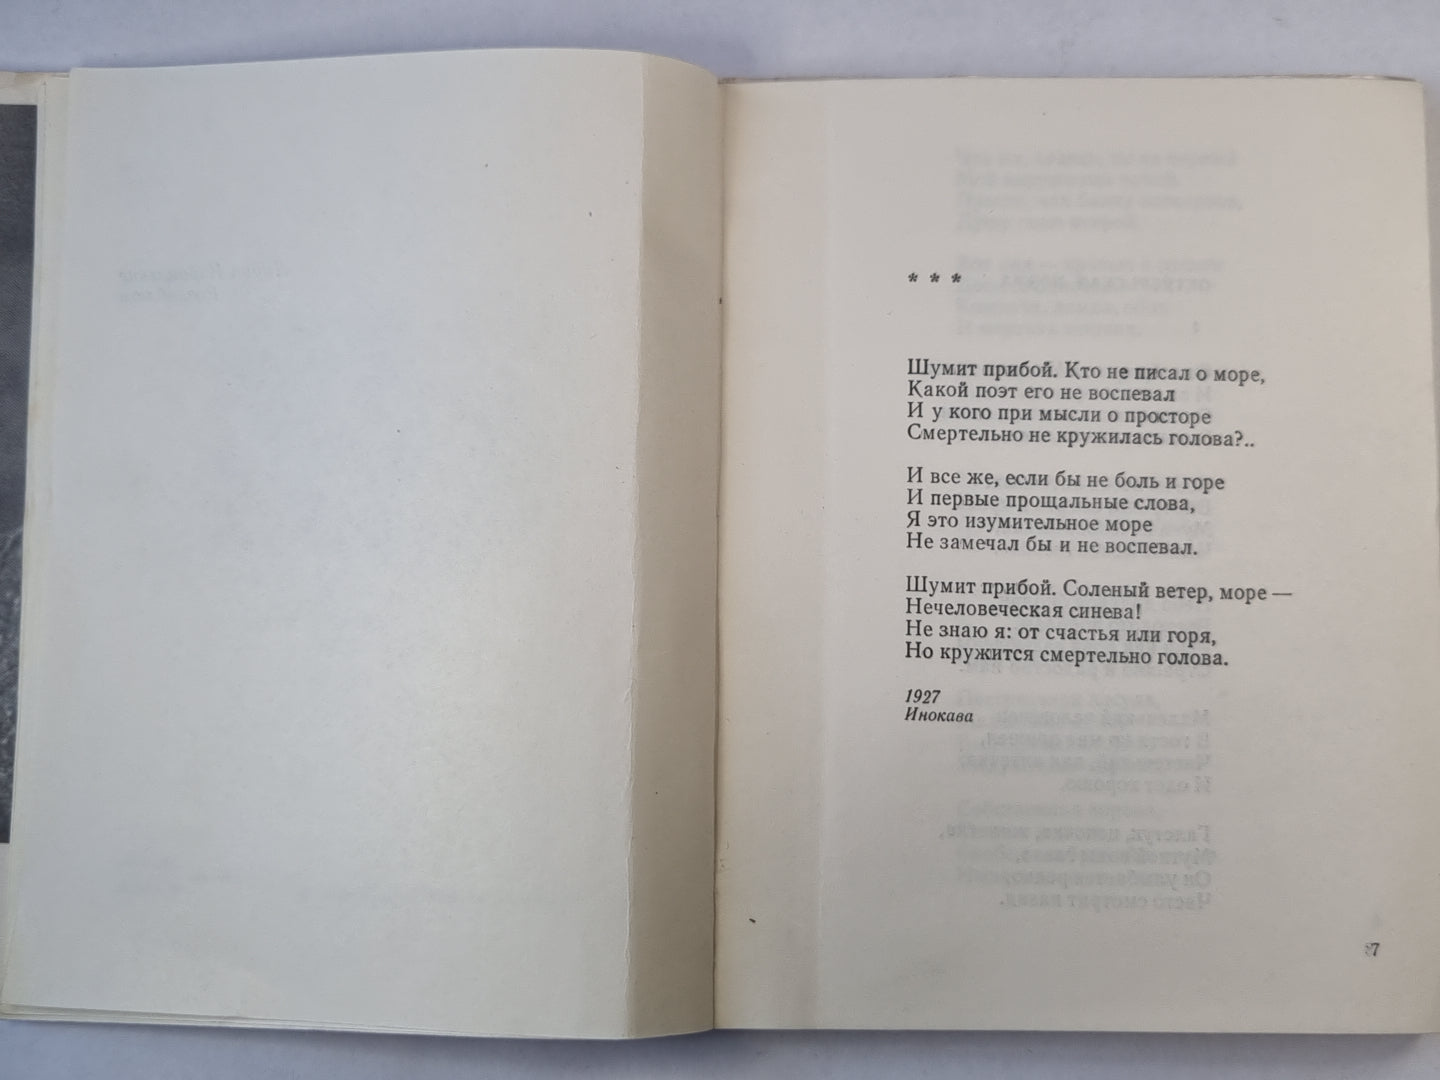 * * *
Шумит прибой. Кто не писал о море,
Какой поэт его не воспевал
И у кого при мысли о просторе
Смертельно не кружилась голова?..
И все же, если бы не боль и горе
И первые прощальные слова,
Я это изумительное море
Не замечал бы и не воспевал.
Шумит прибой. Соленый ветер, море —
Нечеловеческая синева!
Не знаю я: от счастья или горя,
Но кружится смертельно голова.
1927
Инокава
7